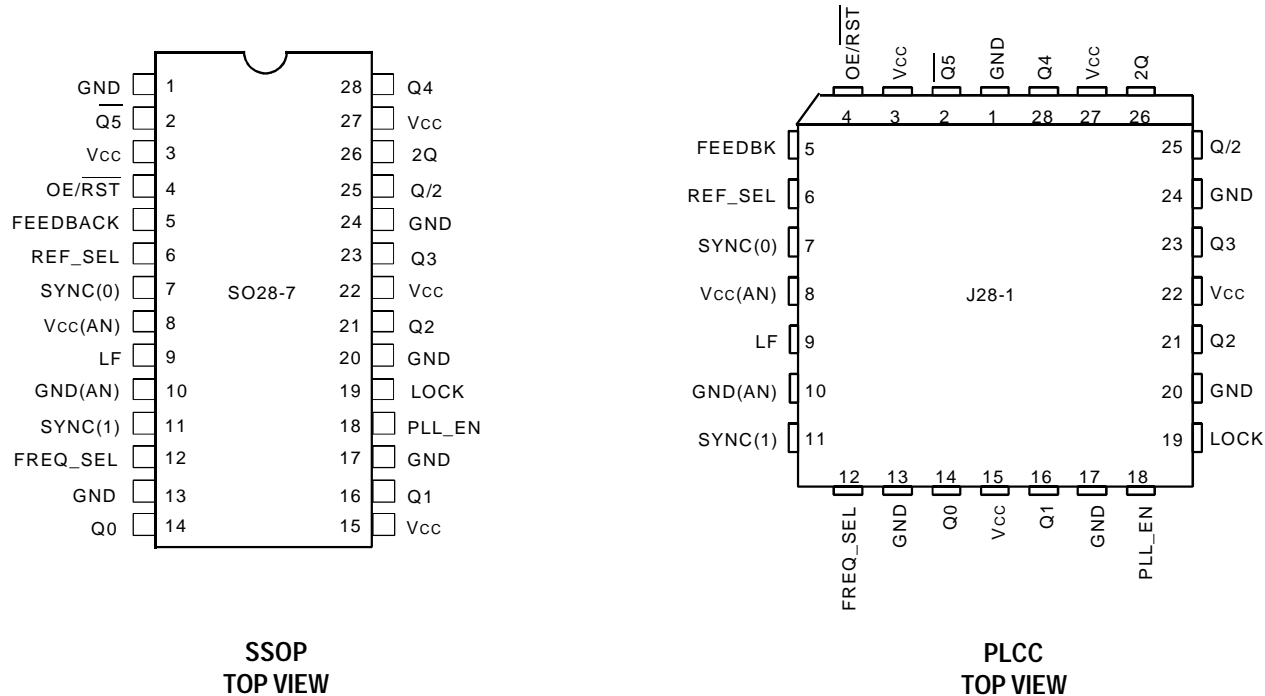 GND 1 28 Q4
Q̅5̅ 2 27 Vcc
Vcc 3 26 2Q
OE/R̅S̅T̅ 4 25 Q/2
FEEDBACK 5 24 GND
REF_SEL 6 23 Q3
SYNC(0) 7 SO28-7 22 Vcc
Vcc(AN) 8 21 Q2
LF 9 20 GND
GND(AN) 10 19 LOCK
SYNC(1) 11 18 PLL_EN
FREQ_SEL 12 17 GND
GND 13 16 Q1
Q0 14 15 Vcc
SSOP
TOP VIEW
OE/R̅S̅T̅ Vcc Q̅5̅ GND Q4 Vcc 2Q
4 3 2 1 28 27 26
FEEDBK 5 25 Q/2
REF_SEL 6 24 GND
SYNC(0) 7 23 Q3
Vcc(AN) 8 J28-1 22 Vcc
LF 9 21 Q2
GND(AN) 10 20 GND
SYNC(1) 11 19 LOCK
12 13 14 15 16 17 18
FREQ_SEL GND Q0 Vcc Q1 GND PLL_EN
PLCC
TOP VIEW